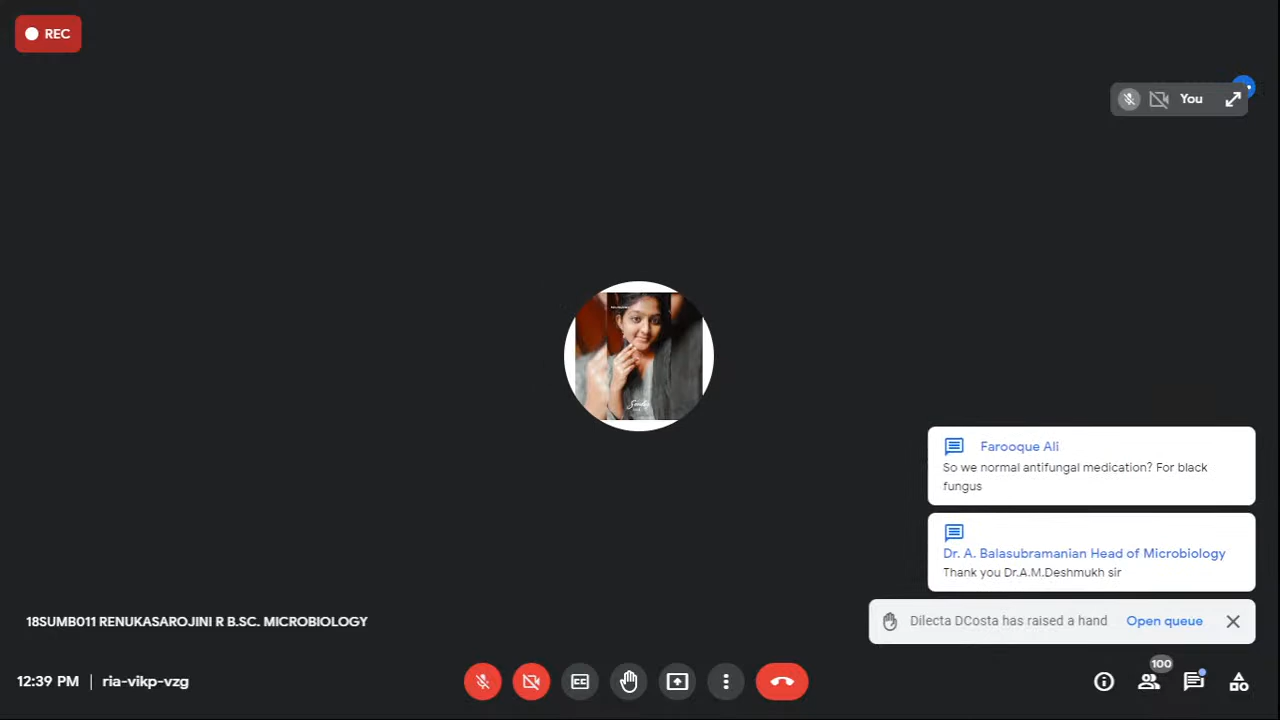 REC
You
Farooque Ali
So we normal antifungal medication? For black
fungus
Dr. A. Balasubramanian Head of Microbiology
Thank you Dr.A.M.Deshmukh sir
18SUMB011 RENUKASAROJINI R B.SC. MICROBIOLOGY
Dilecta DCosta has raised a hand Open queue
12:39 PM | ria-vikp-vzg
CC
100